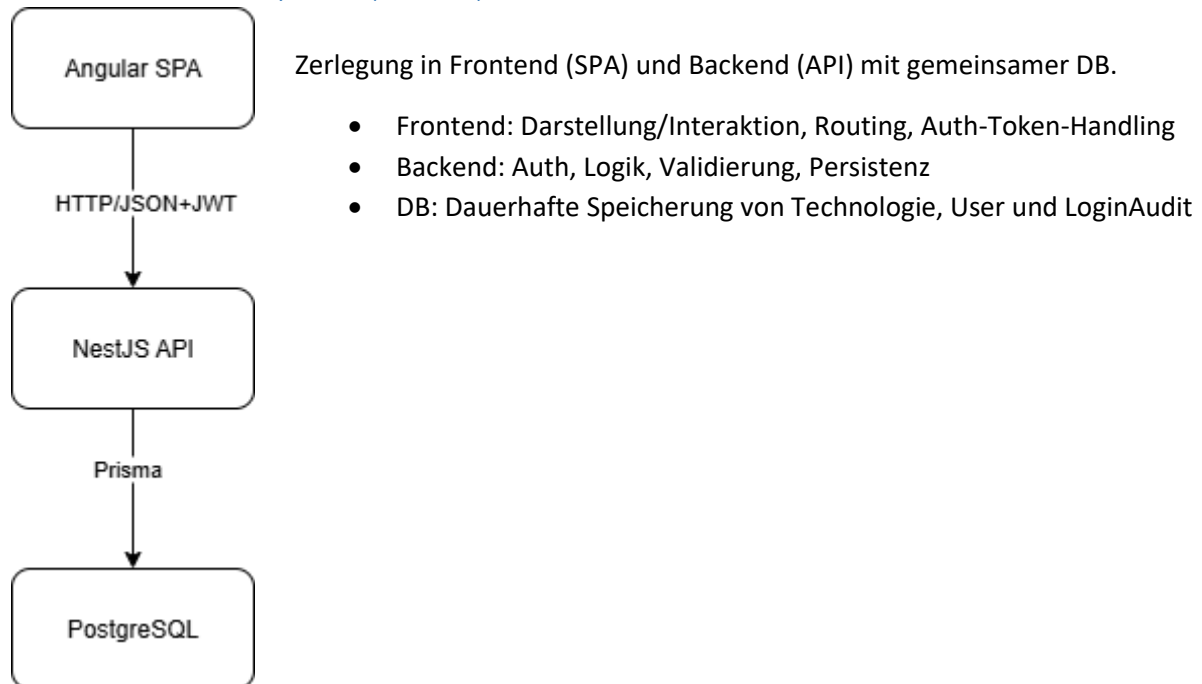 Angular SPA
Zerlegung in Frontend (SPA) und Backend (API) mit gemeinsamer DB.
• Frontend: Darstellung/Interaktion, Routing, Auth-Token-Handling
• Backend: Auth, Logik, Validierung, Persistenz
• DB: Dauerhafte Speicherung von Technologie, User und LoginAudit
HTTP/JSON+JWT
NestJS API
Prisma
PostgreSQL